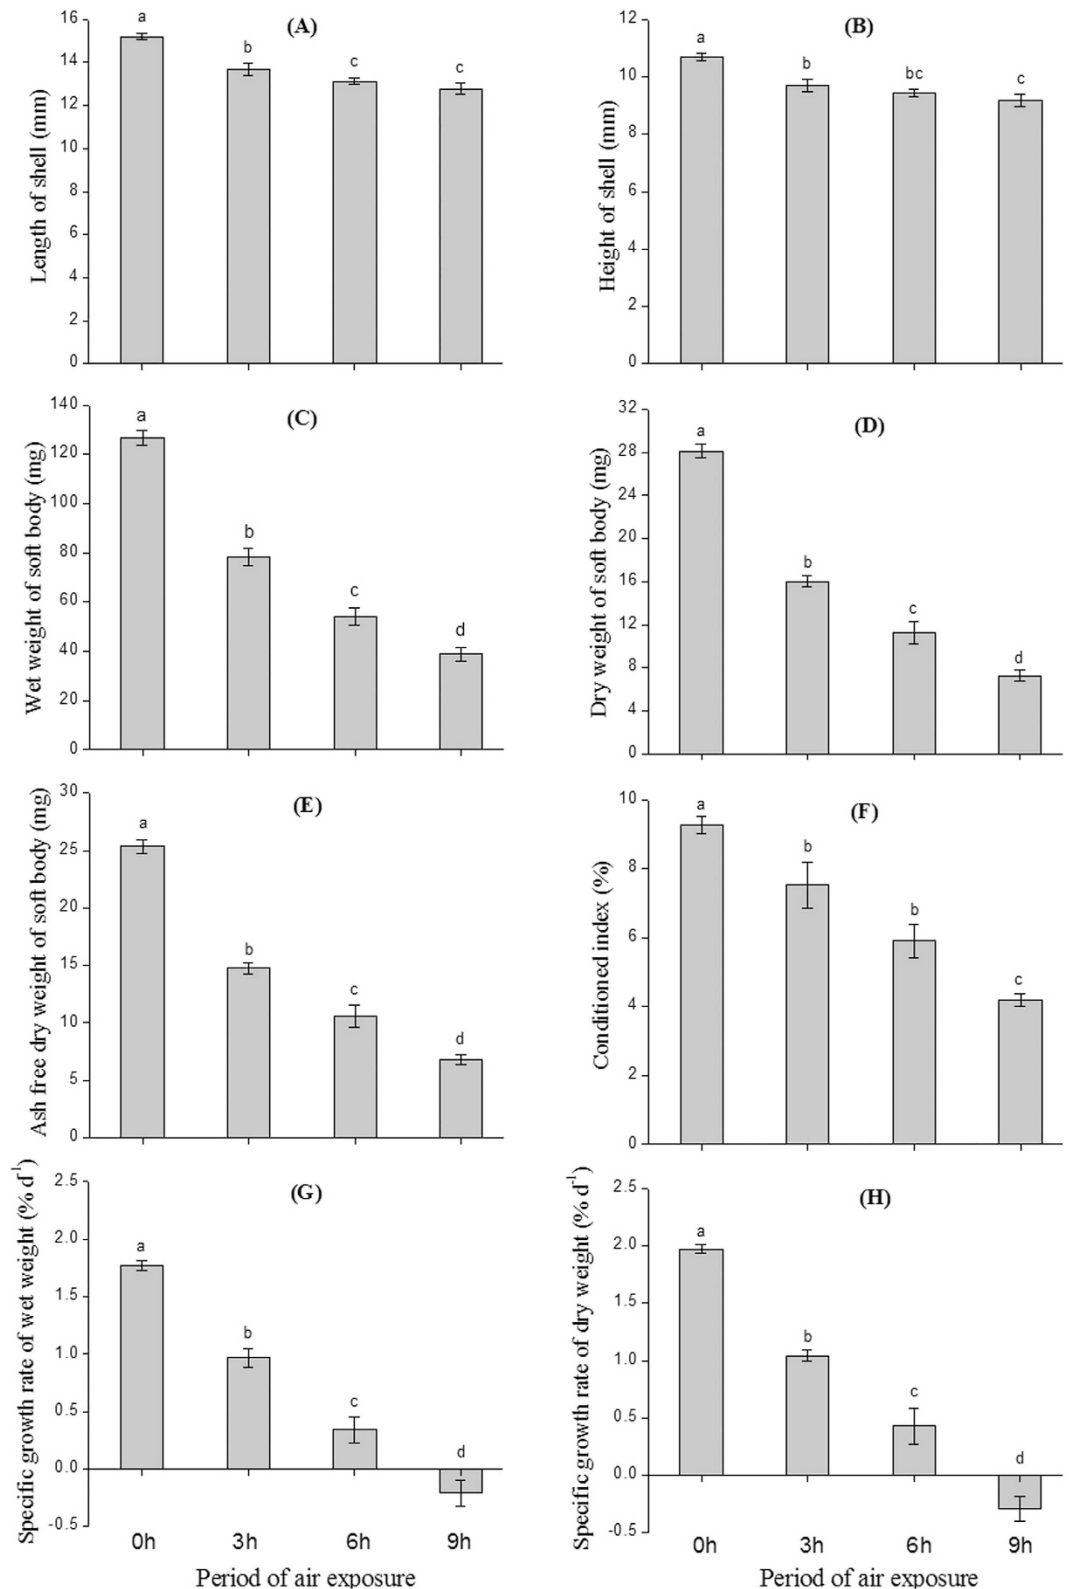 (A)
Length of shell (mm)
16
14
12
10
8
6
4
2
0
a
b
c
c
(B)
Height of shell (mm)
12
10
8
6
4
2
0
a
b
bc
c
(C)
Wet weight of soft body (mg)
140
120
100
80
60
40
20
0
a
b
c
d
(D)
Dry weight of soft body (mg)
32
28
24
20
16
12
8
4
0
a
b
c
d
(E)
Ash free dry weight of soft body (mg)
30
25
20
15
10
5
0
a
b
c
d
(F)
Conditioned index (%)
10
8
6
4
2
0
a
b
b
c
(G)
Specific growth rate of wet weight (% d⁻¹)
2.5
2.0
1.5
1.0
0.5
0.0
-0.5
a
b
c
d
0h 3h 6h 9h
Period of air exposure
(H)
Specific growth rate of dry weight (% d⁻¹)
2.5
2.0
1.5
1.0
0.5
0.0
-0.5
a
b
c
d
0h 3h 6h 9h
Period of air exposure